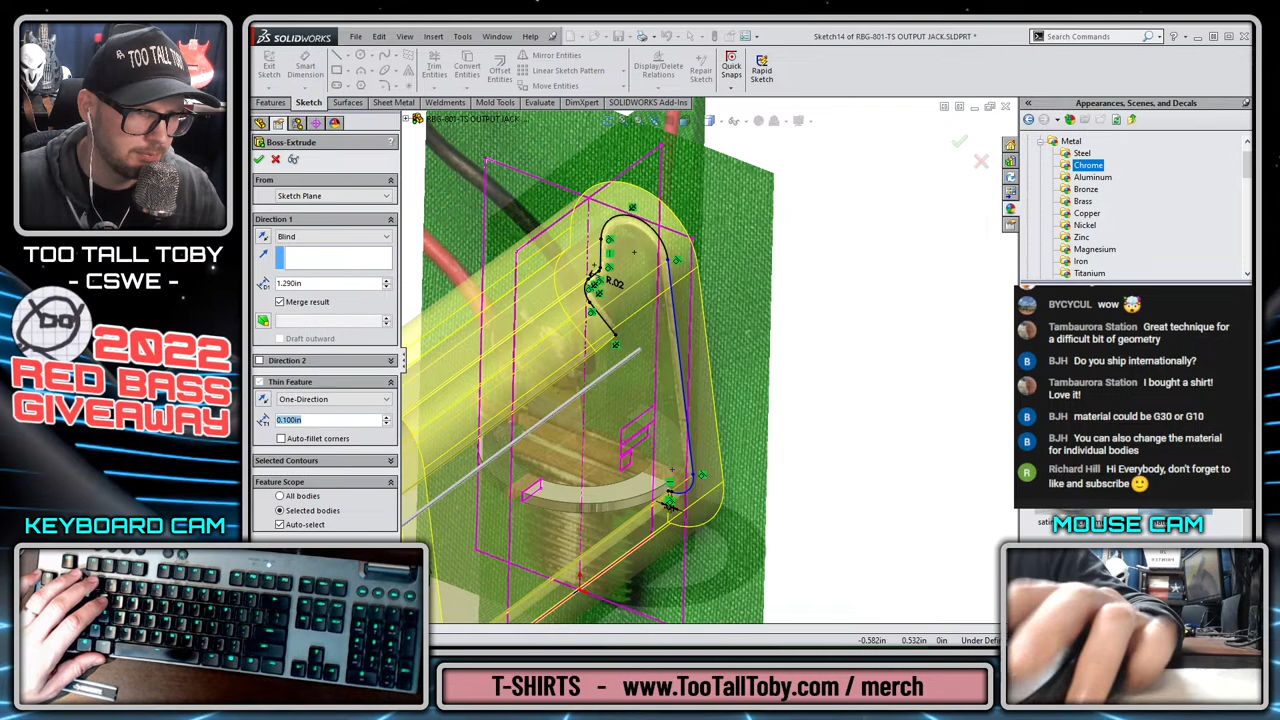 TOO TALL TOBY
TOO TALL TOBY
- CSWE -
2022
RED BASS
GIVEAWAY
KEYBOARD CAM
SOLIDWORKS
File
Edit
View
Insert
Tools
Window
Help
Sketch14 of RBG-801-TS OUTPUT JACK.SLDPRT *
Search Commands
Exit Sketch
Smart Dimension
Trim Entities
Convert Entities
Offset Entities
Mirror Entities
Linear Sketch Pattern
Move Entities
Display/Delete Relations
Repair Sketch
Quick Snaps
Rapid Sketch
Features
Sketch
Surfaces
Sheet Metal
Weldments
Mold Tools
Evaluate
DimXpert
SOLIDWORKS Add-Ins
RBG-801-TS OUTPUT JACK ...
Boss-Extrude
From
Sketch Plane
Direction 1
Blind
1.290in
Merge result
Draft outward
Direction 2
Thin Feature
One-Direction
0.100in
Auto-fillet corners
Selected Contours
Feature Scope
All bodies
Selected bodies
Auto-select
R.02
-0.582in
0.532in
0in
Under Defi
Appearances, Scenes, and Decals
Metal
Steel
Chrome
Aluminum
Bronze
Brass
Copper
Nickel
Zinc
Magnesium
Iron
Titanium
BYCYCUL wow
Tambaurora Station Great technique for
a difficult bit of geometry
BJH Do you ship internationally?
Tambaurora Station I bought a shirt!
Love it!
BJH material could be G30 or G10
BJH You can also change the material
for individual bodies
Richard Hill Hi Everybody, don't forget to
like and subscribe
MOUSE CAM
T-SHIRTS - www.TooTallToby.com / merch